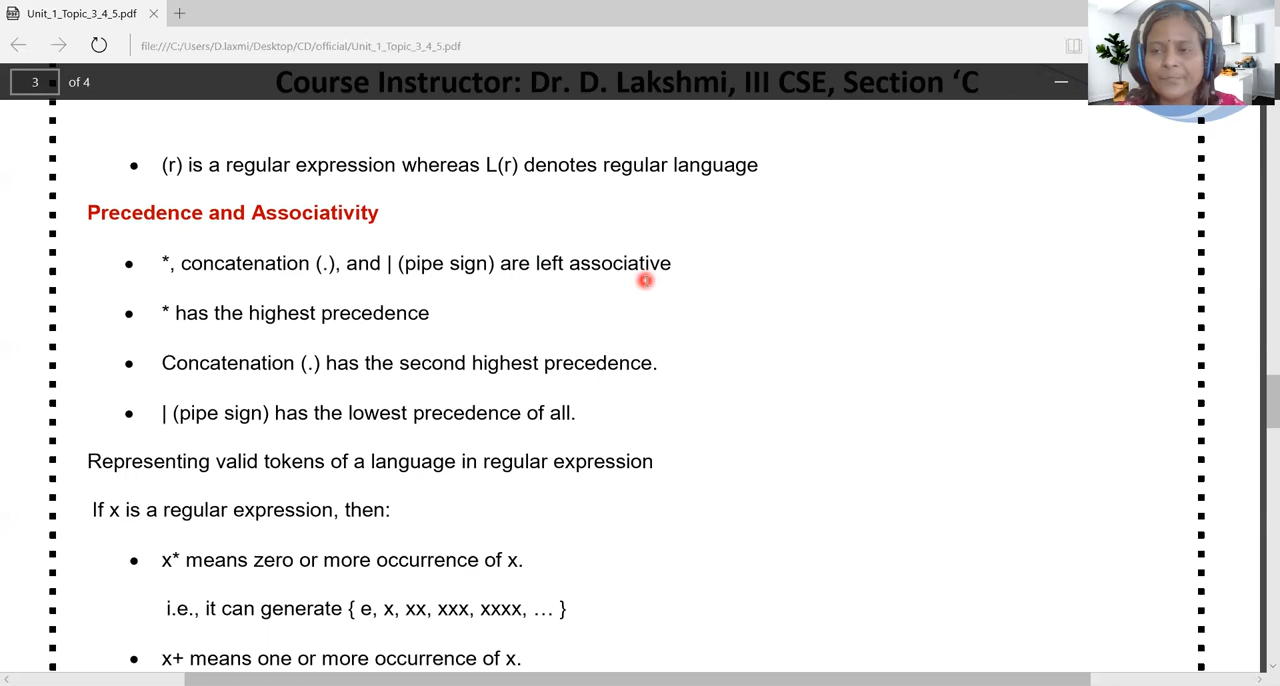 Unit_1_Topic_3_4_5.pdf
file:///C:/Users/D.laxmi/Desktop/CD/official/Unit_1_Topic_3_4_5.pdf
3 of 4
Course Instructor: Dr. D. Lakshmi, III CSE, Section ‘C
• (r) is a regular expression whereas L(r) denotes regular language
Precedence and Associativity
• *, concatenation (.), and | (pipe sign) are left associative
• * has the highest precedence
• Concatenation (.) has the second highest precedence.
• | (pipe sign) has the lowest precedence of all.
Representing valid tokens of a language in regular expression
If x is a regular expression, then:
• x* means zero or more occurrence of x.
i.e., it can generate { e, x, xx, xxx, xxxx, … }
• x+ means one or more occurrence of x.